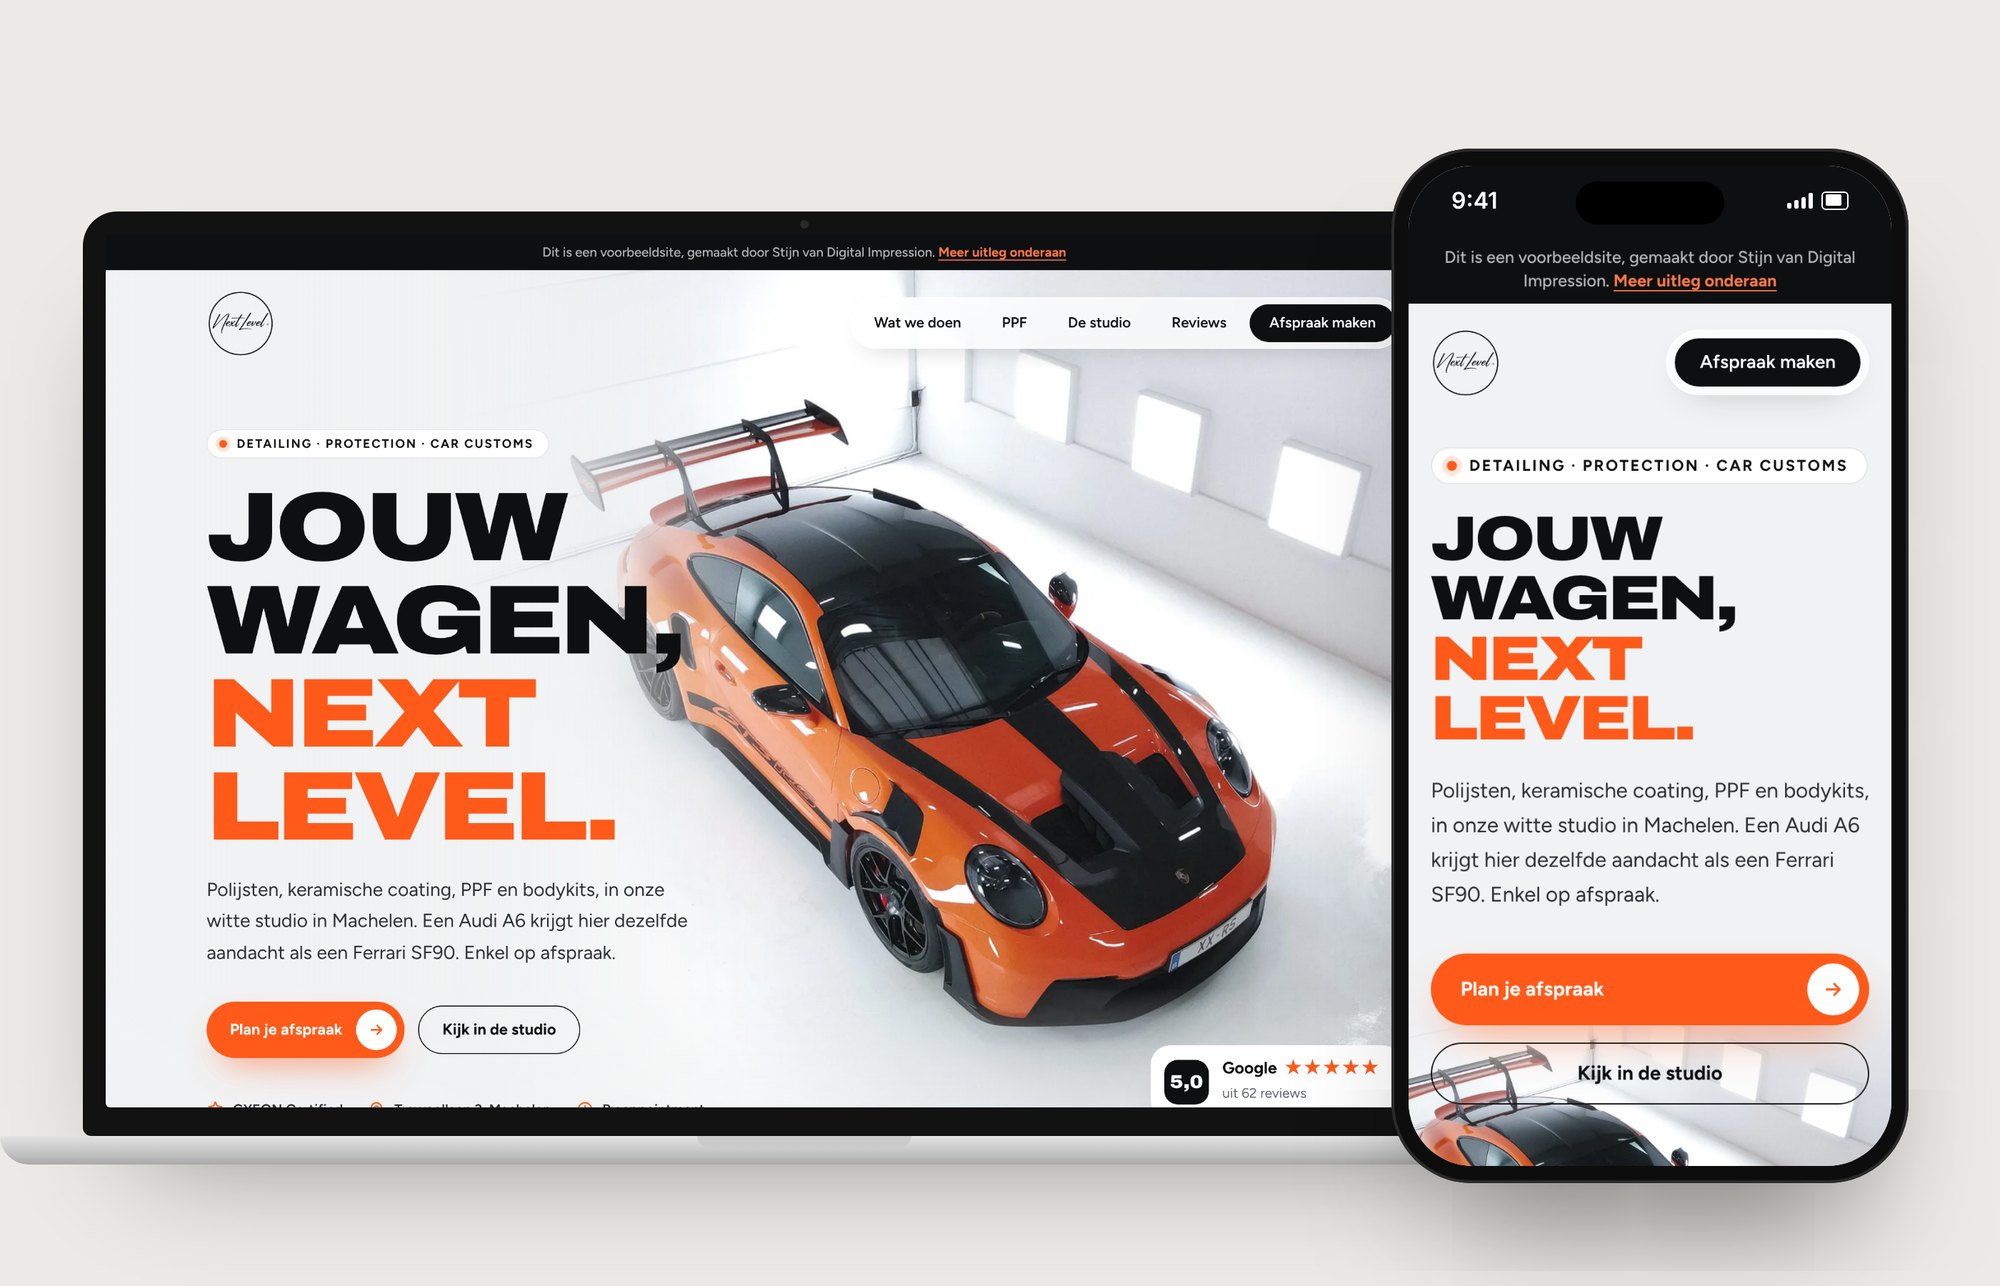 Dit is een voorbeeldsite, gemaakt door Stijn van Digital Impression. Meer uitleg onderaan
Next Level
Wat we doen
PPF
De studio
Reviews
Afspraak maken
DETAILING · PROTECTION · CAR CUSTOMS
JOUW
WAGEN,
NEXT
LEVEL.
Polijsten, keramische coating, PPF en bodykits, in onze
witte studio in Machelen. Een Audi A6 krijgt hier dezelfde
aandacht als een Ferrari SF90. Enkel op afspraak.
Plan je afspraak
Kijk in de studio
XX-RS
5,0
Google
uit 62 reviews
9:41
Dit is een voorbeeldsite, gemaakt door Stijn van Digital
Impression. Meer uitleg onderaan
Next Level
Afspraak maken
DETAILING · PROTECTION · CAR CUSTOMS
JOUW
WAGEN,
NEXT
LEVEL.
Polijsten, keramische coating, PPF en bodykits,
in onze witte studio in Machelen. Een Audi A6
krijgt hier dezelfde aandacht als een Ferrari
SF90. Enkel op afspraak.
Plan je afspraak
Kijk in de studio